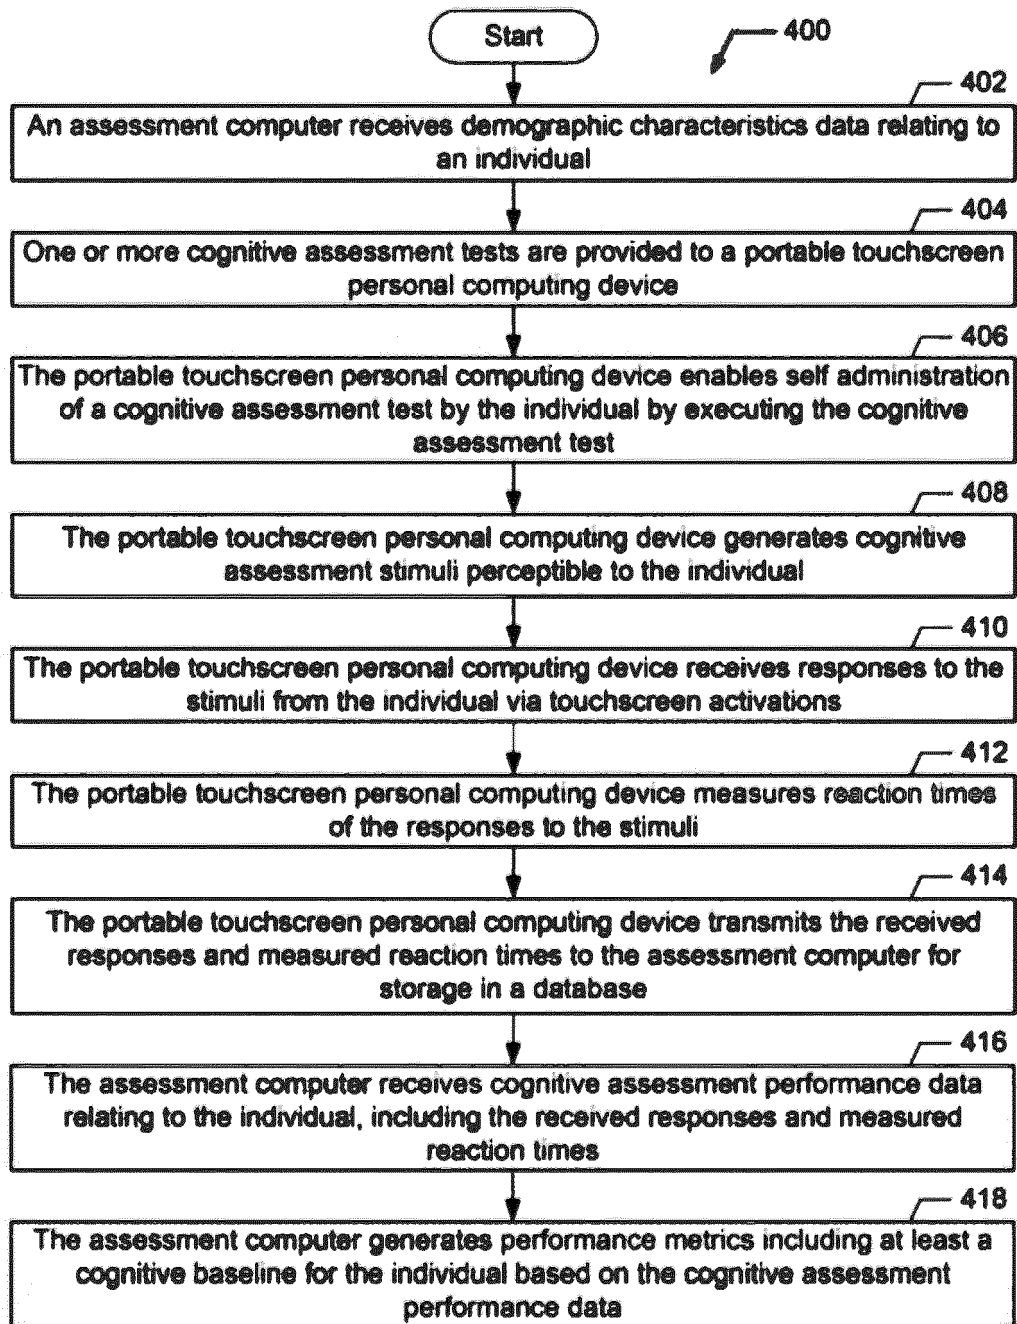 Start
400
402
An assessment computer receives demographic characteristics data relating to
an individual
404
One or more cognitive assessment tests are provided to a portable touchscreen
personal computing device
406
The portable touchscreen personal computing device enables self administration
of a cognitive assessment test by the individual by executing the cognitive
assessment test
408
The portable touchscreen personal computing device generates cognitive
assessment stimuli perceptible to the individual
410
The portable touchscreen personal computing device receives responses to the
stimuli from the individual via touchscreen activations
412
The portable touchscreen personal computing device measures reaction times
of the responses to the stimuli
414
The portable touchscreen personal computing device transmits the received
responses and measured reaction times to the assessment computer for
storage in a database
416
The assessment computer receives cognitive assessment performance data
relating to the individual, including the received responses and measured
reaction times
418
The assessment computer generates performance metrics including at least a
cognitive baseline for the individual based on the cognitive assessment
performance data